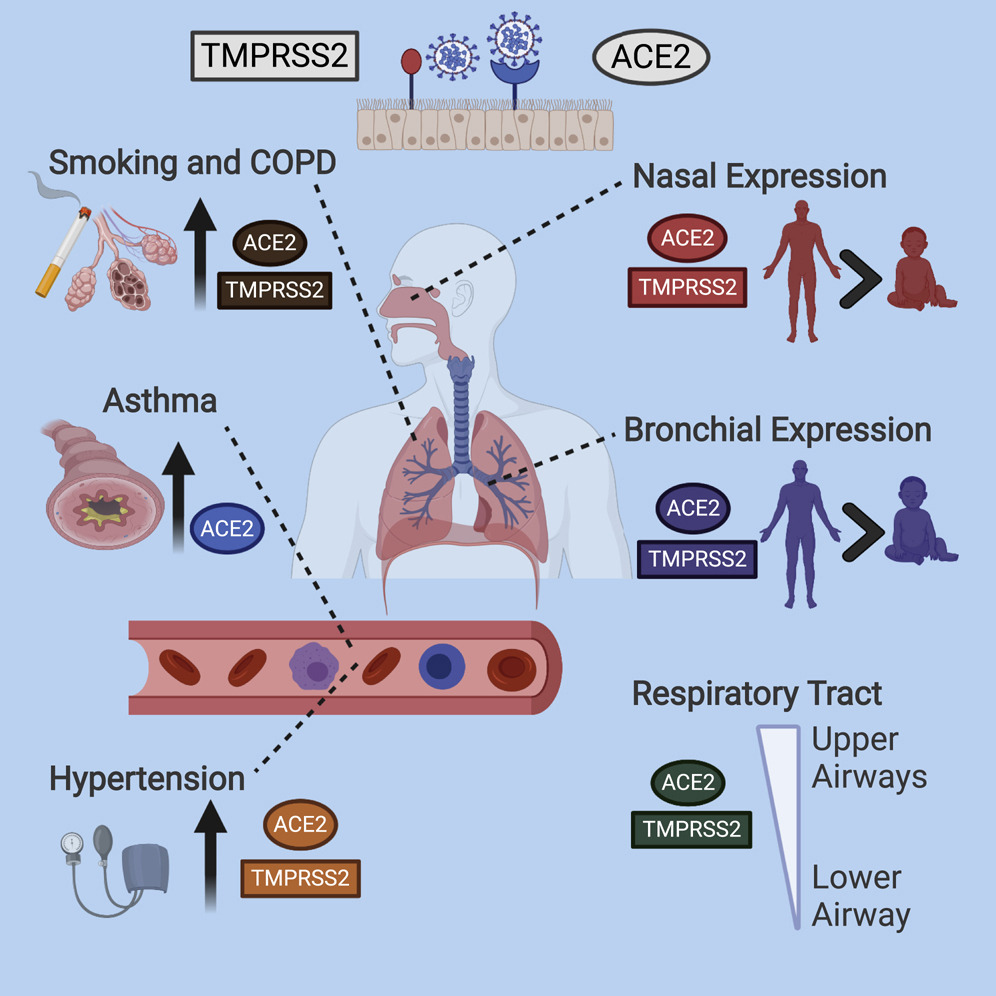 TMPRSS2
ACE2
Smoking and COPD
ACE2
TMPRSS2
Nasal Expression
ACE2
TMPRSS2
Asthma
ACE2
Bronchial Expression
ACE2
TMPRSS2
Hypertension
ACE2
TMPRSS2
Respiratory Tract
ACE2
TMPRSS2
Upper
Airways
Lower
Airway